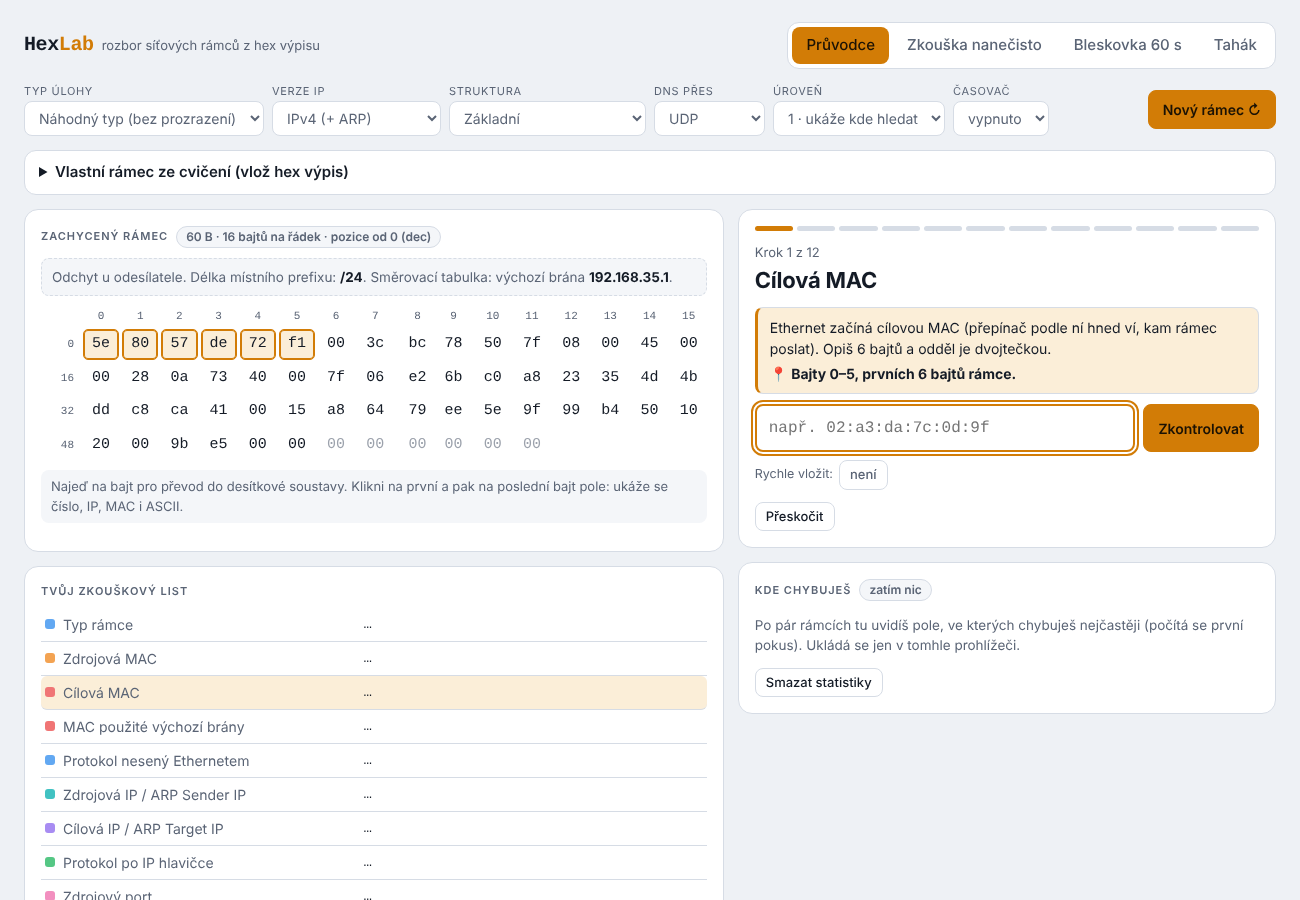 HexLab rozbor síťových rámců z hex výpisu
Průvodce Zkouška nanečisto Bleskovka 60 s Tahák
TYP ÚLOHY VERZE IP STRUKTURA DNS PŘES ÚROVEŇ ČASOVAČ
Náhodný typ (bez prozrazení) IPv4 (+ ARP) Základní UDP 1 · ukáže kde hledat vypnuto Nový rámec ↻
▶ Vlastní rámec ze cvičení (vlož hex výpis)
ZACHYCENÝ RÁMEC 60 B · 16 bajtů na řádek · pozice od 0 (dec)
Odchyt u odesílatele. Délka místního prefixu: /24. Směrovací tabulka: výchozí brána 192.168.35.1.
0 1 2 3 4 5 6 7 8 9 10 11 12 13 14 15
0 5e 80 57 de 72 f1 00 3c bc 78 50 7f 08 00 45 00
16 00 28 0a 73 40 00 7f 06 e2 6b c0 a8 23 35 4d 4b
32 dd c8 ca 41 00 15 a8 64 79 ee 5e 9f 99 b4 50 10
48 20 00 9b e5 00 00 00 00 00 00 00 00
Najeď na bajt pro převod do desítkové soustavy. Klikni na první a pak na poslední bajt pole: ukáže se
číslo, IP, MAC i ASCII.
TVŮJ ZKOUŠKOVÝ LIST
Typ rámce …
Zdrojová MAC …
Cílová MAC …
MAC použité výchozí brány …
Protokol nesený Ethernetem …
Zdrojová IP / ARP Sender IP …
Cílová IP / ARP Target IP …
Protokol po IP hlavičce …
Zdrojový port …
Krok 1 z 12
Cílová MAC
Ethernet začíná cílovou MAC (přepínač podle ní hned ví, kam rámec
poslat). Opiš 6 bajtů a odděl je dvojtečkou.
📍 Bajty 0–5, prvních 6 bajtů rámce.
např. 02:a3:da:7c:0d:9f Zkontrolovat
Rychle vložit: není
Přeskočit
KDE CHYBUJEŠ zatím nic
Po pár rámcích tu uvidíš pole, ve kterých chybuješ nejčastěji (počítá se první
pokus). Ukládá se jen v tomhle prohlížeči.
Smazat statistiky